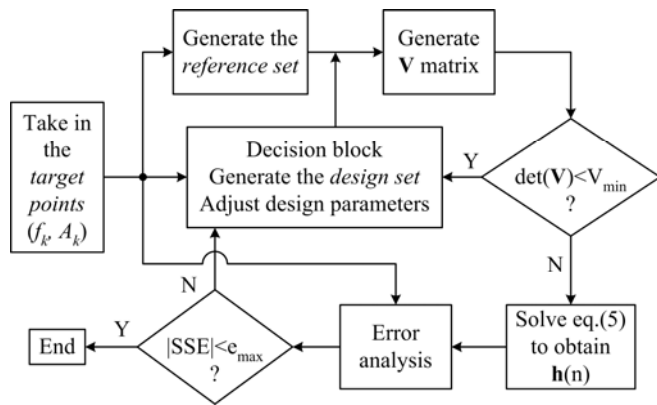 Generate the
reference set
Generate
V matrix
Take in
the
target
points
(fk, Ak)
Decision block
Generate the design set
Adjust design parameters
Y
det(V)<Vmin
?
N
N
End
Y
|SSE|<emax
?
Error
analysis
Solve eq.(5)
to obtain
h(n)